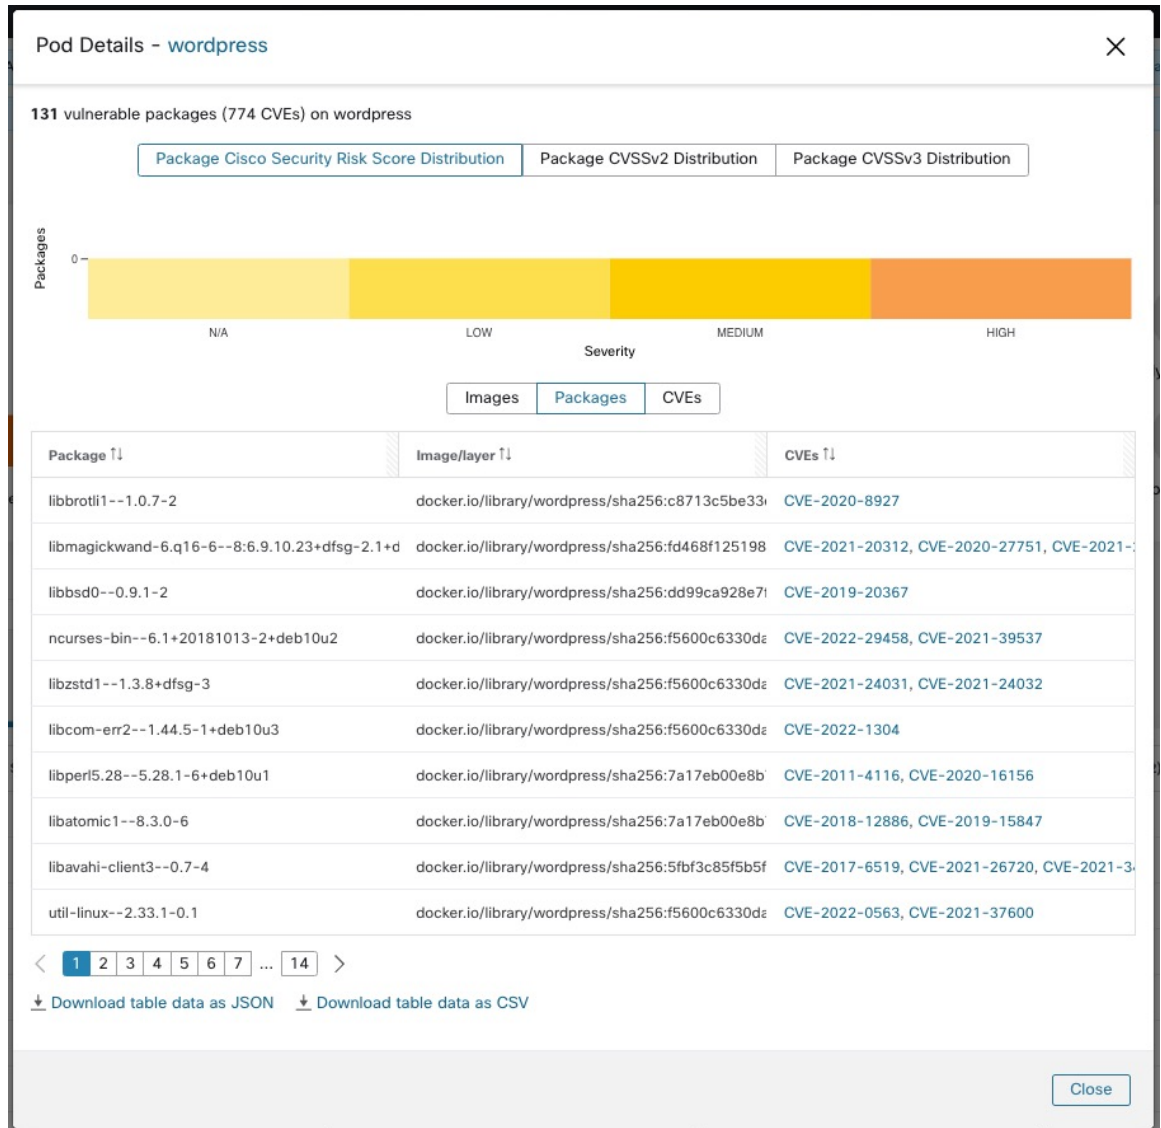 Pod Details - wordpress
131 vulnerable packages (774 CVEs) on wordpress
Package Cisco Security Risk Score Distribution Package CVSSv2 Distribution Package CVSSv3 Distribution
Packages
0
N/A LOW MEDIUM HIGH
Severity
Images Packages CVEs
Package Image/layer CVEs
libbrotli1--1.0.7-2 docker.io/library/wordpress/sha256:c8713c5be33 CVE-2020-8927
libmagickwand-6.q16-6--8:6.9.10.23+dfsg-2.1+d docker.io/library/wordpress/sha256:fd468f125198 CVE-2021-20312, CVE-2020-27751, CVE-2021-
libbsd0--0.9.1-2 docker.io/library/wordpress/sha256:dd99ca928e7 CVE-2019-20367
ncurses-bin--6.1+20181013-2+deb10u2 docker.io/library/wordpress/sha256:f5600c6330da CVE-2022-29458, CVE-2021-39537
libzstd1--1.3.8+dfsg-3 docker.io/library/wordpress/sha256:f5600c6330da CVE-2021-24031, CVE-2021-24032
libcom-err2--1.44.5-1+deb10u3 docker.io/library/wordpress/sha256:f5600c6330da CVE-2022-1304
libperl5.28--5.28.1-6+deb10u1 docker.io/library/wordpress/sha256:7a17eb00e8b CVE-2011-4116, CVE-2020-16156
libatomic1--8.3.0-6 docker.io/library/wordpress/sha256:7a17eb00e8b CVE-2018-12886, CVE-2019-15847
libavahi-client3--0.7-4 docker.io/library/wordpress/sha256:5fbf3c85f5b5f CVE-2017-6519, CVE-2021-26720, CVE-2021-3
util-linux--2.33.1-0.1 docker.io/library/wordpress/sha256:f5600c6330da CVE-2022-0563, CVE-2021-37600
1 2 3 4 5 6 7 ... 14
Download table data as JSON Download table data as CSV
Close